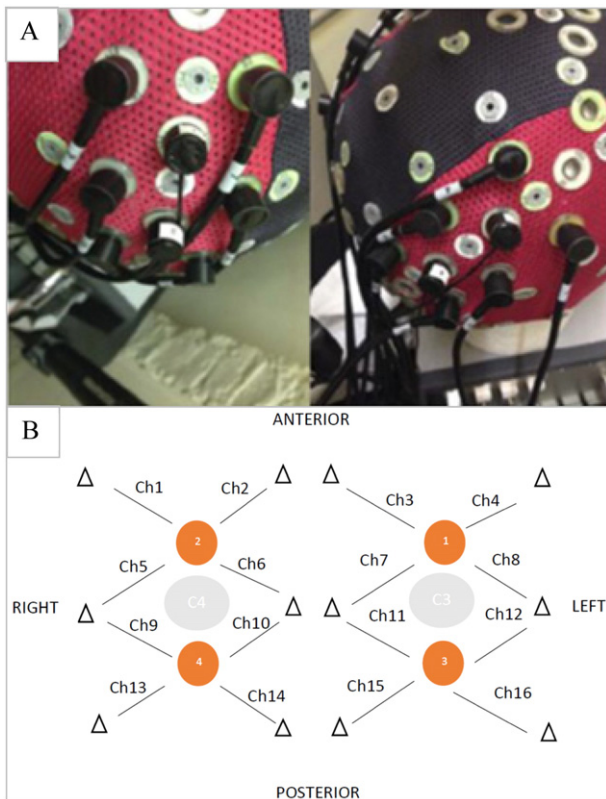 A
B
ANTERIOR
Ch1 Ch2 Ch3 Ch4
2 1
Ch5 Ch6 Ch7 Ch8
RIGHT C4 C3 LEFT
Ch9 Ch10 Ch11 Ch12
4 3
Ch13 Ch14 Ch15 Ch16
POSTERIOR